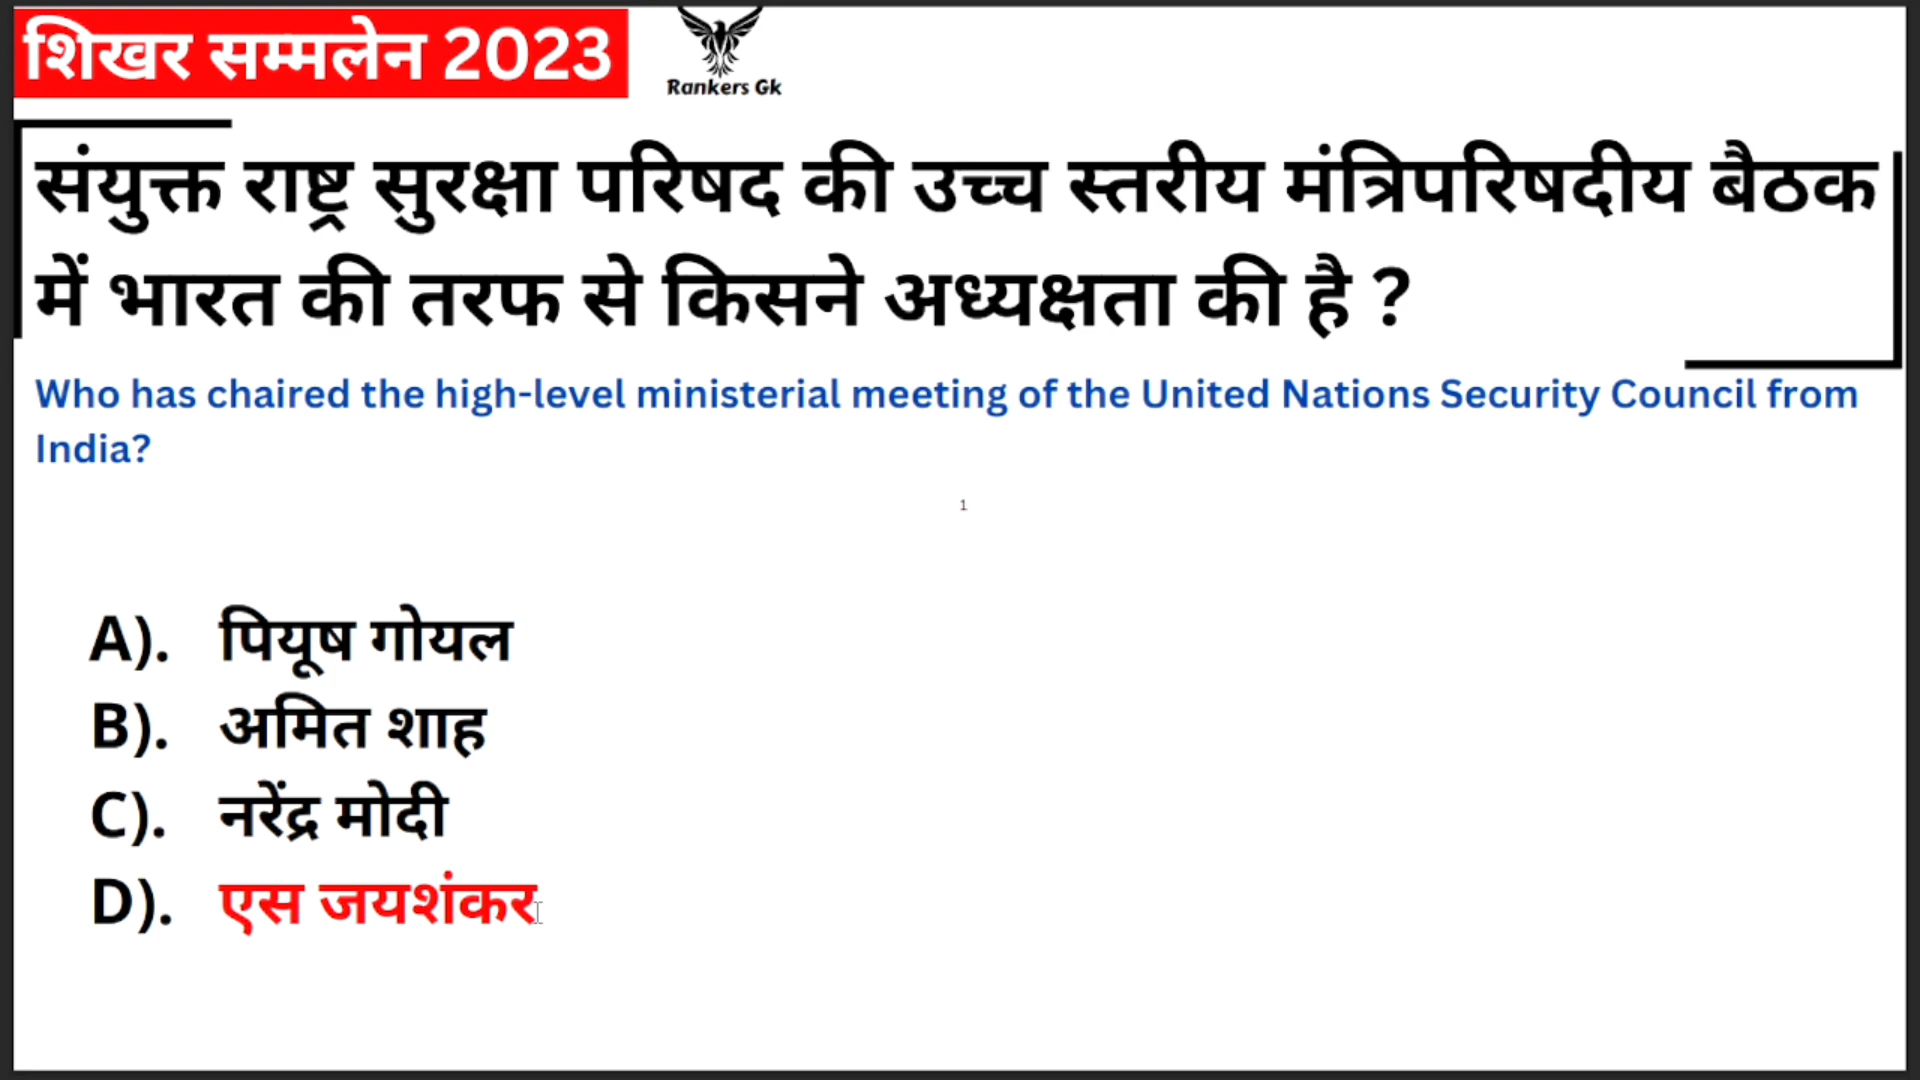 शिखर सम्मलेन 2023
Rankers Gk
संयुक्त राष्ट्र सुरक्षा परिषद की उच्च स्तरीय मंत्रिपरिषदीय बैठक
में भारत की तरफ से किसने अध्यक्षता की है ?
Who has chaired the high-level ministerial meeting of the United Nations Security Council from
India?
1
A). पियूष गोयल
B). अमित शाह
C). नरेंद्र मोदी
D). एस जयशंकर